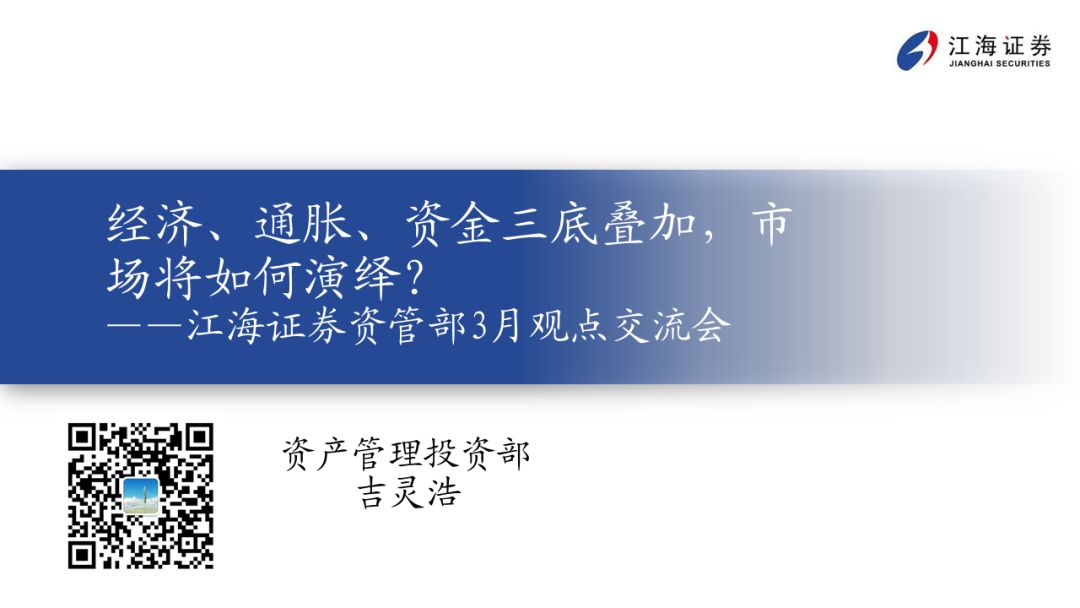 江海证券
JIANGHAI SECURITIES
经济、通胀、资金三底叠加，市
场将如何演绎？
——江海证券资管部3月观点交流会
资产管理投资部
吉灵浩